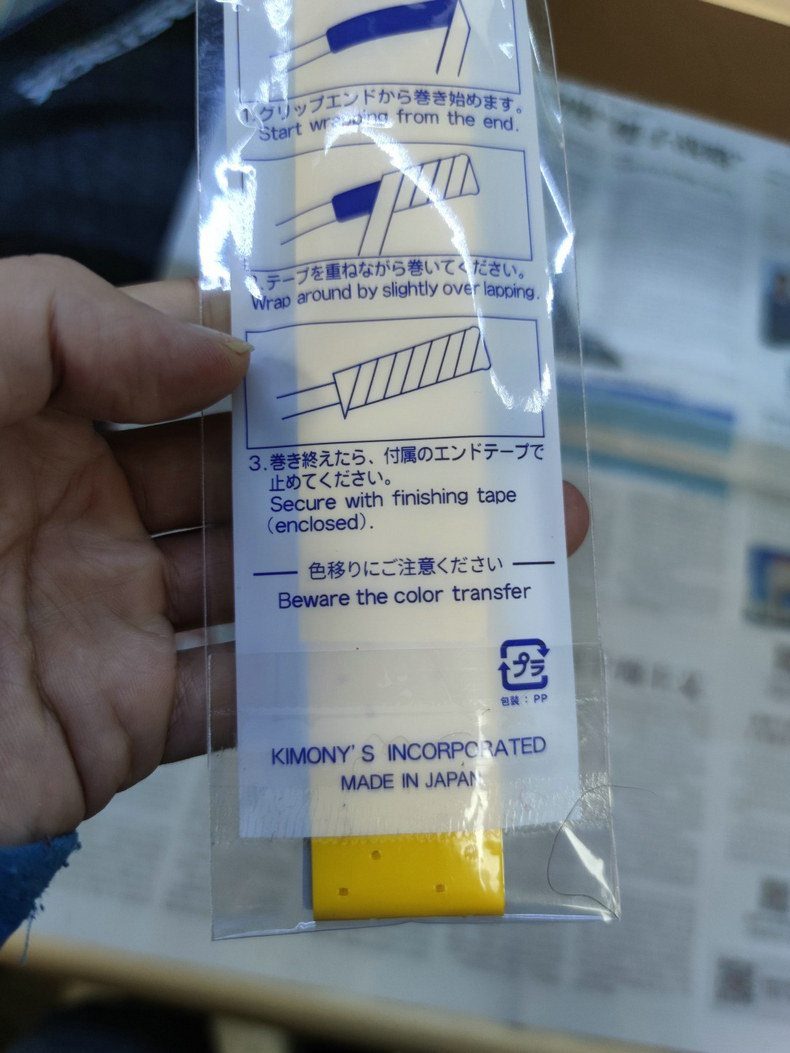 1.グリップエンドから巻き始めます。
Start wrapping from the end.
2.テープを重ねながら巻いてください。
Wrap around by slightly overlapping.
3.巻き終えたら、付属のエンドテープで
止めてください。
Secure with finishing tape
(enclosed).
色移りにご注意ください
Beware the color transfer
プラ
包装：PP
KIMONY'S INCORPORATED
MADE IN JAPAN